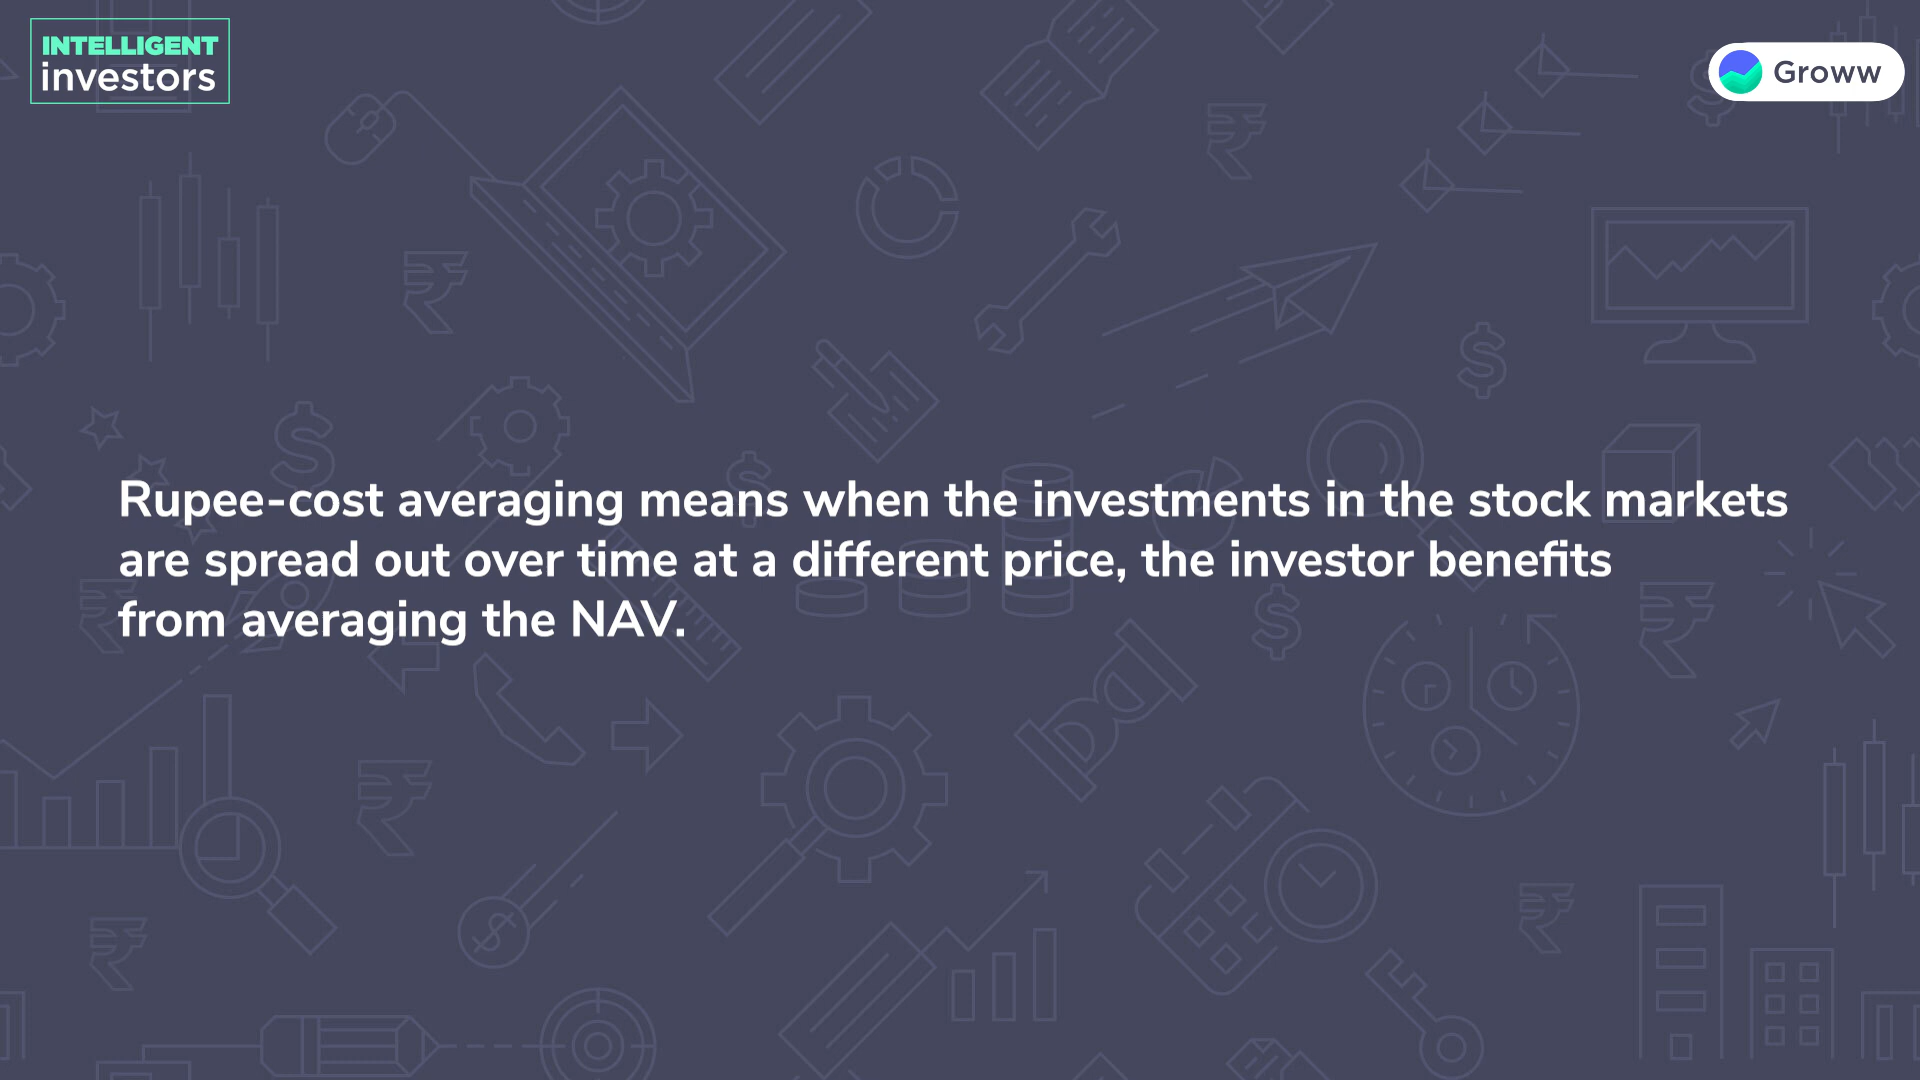 INTELLIGENT
investors
Groww
Rupee-cost averaging means when the investments in the stock markets
are spread out over time at a different price, the investor benefits
from averaging the NAV.